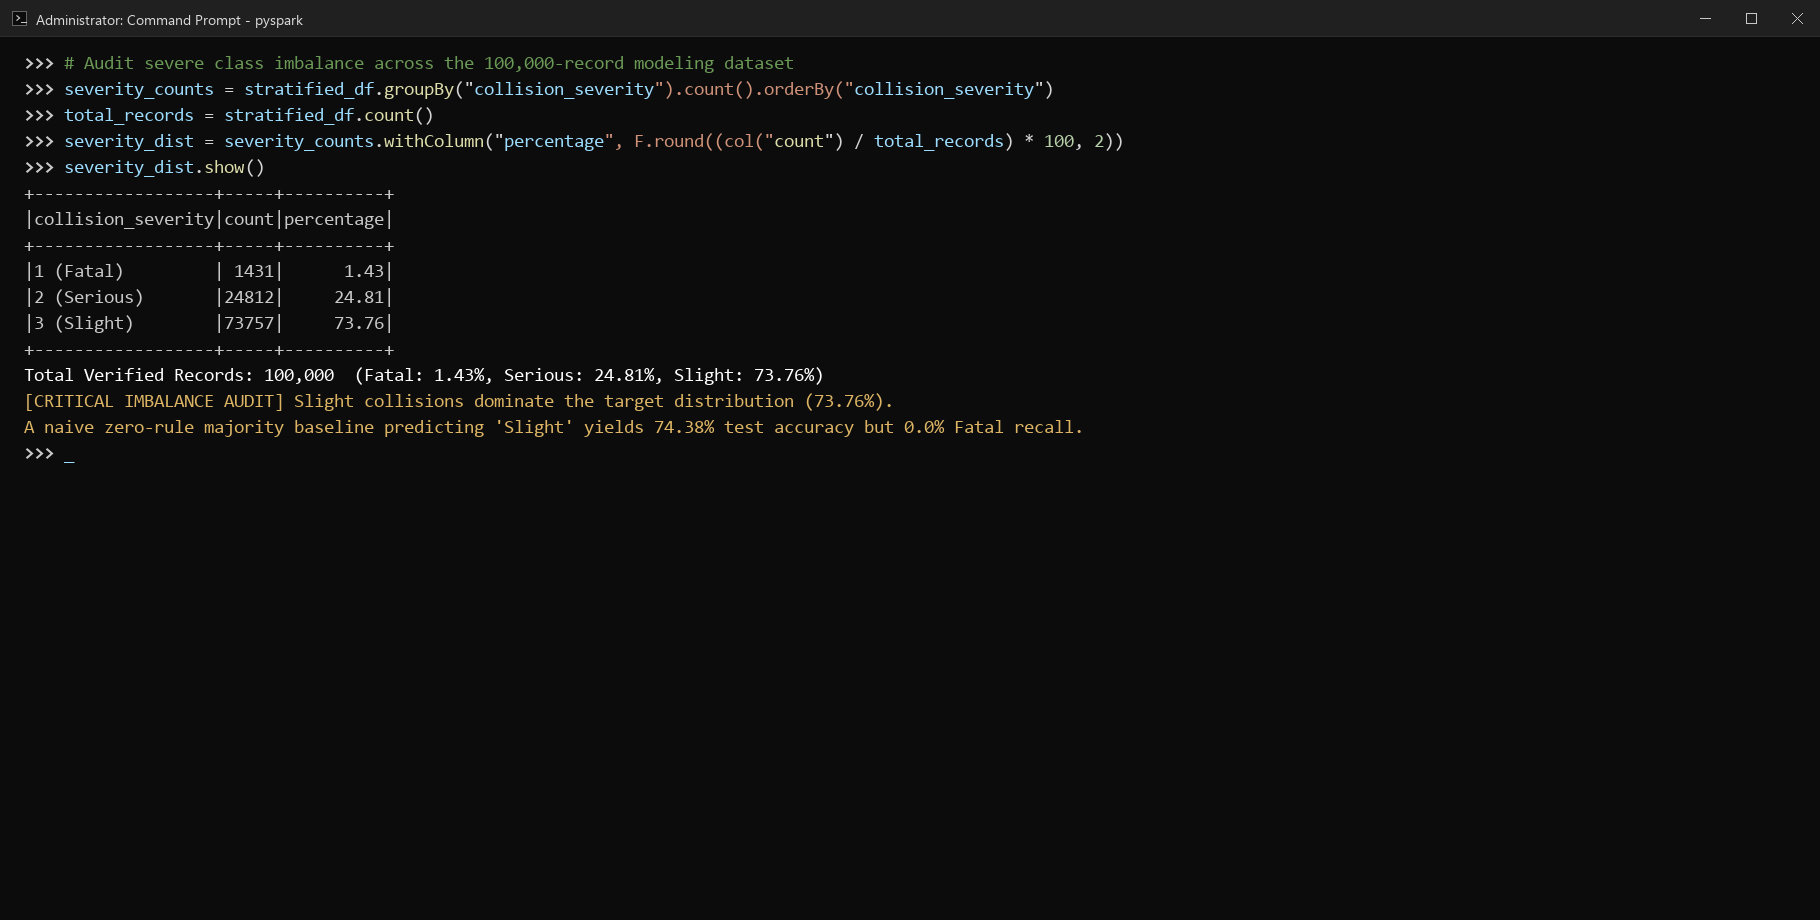 Administrator: Command Prompt - pyspark
>>> # Audit severe class imbalance across the 100,000-record modeling dataset
>>> severity_counts = stratified_df.groupBy("collision_severity").count().orderBy("collision_severity")
>>> total_records = stratified_df.count()
>>> severity_dist = severity_counts.withColumn("percentage", F.round((col("count") / total_records) * 100, 2))
>>> severity_dist.show()
+------------------+-----+----------+
|collision_severity|count|percentage|
+------------------+-----+----------+
|1 (Fatal)         | 1431|      1.43|
|2 (Serious)       |24812|     24.81|
|3 (Slight)        |73757|     73.76|
+------------------+-----+----------+
Total Verified Records: 100,000  (Fatal: 1.43%, Serious: 24.81%, Slight: 73.76%)
[CRITICAL IMBALANCE AUDIT] Slight collisions dominate the target distribution (73.76%).
A naive zero-rule majority baseline predicting 'Slight' yields 74.38% test accuracy but 0.0% Fatal recall.
>>> _